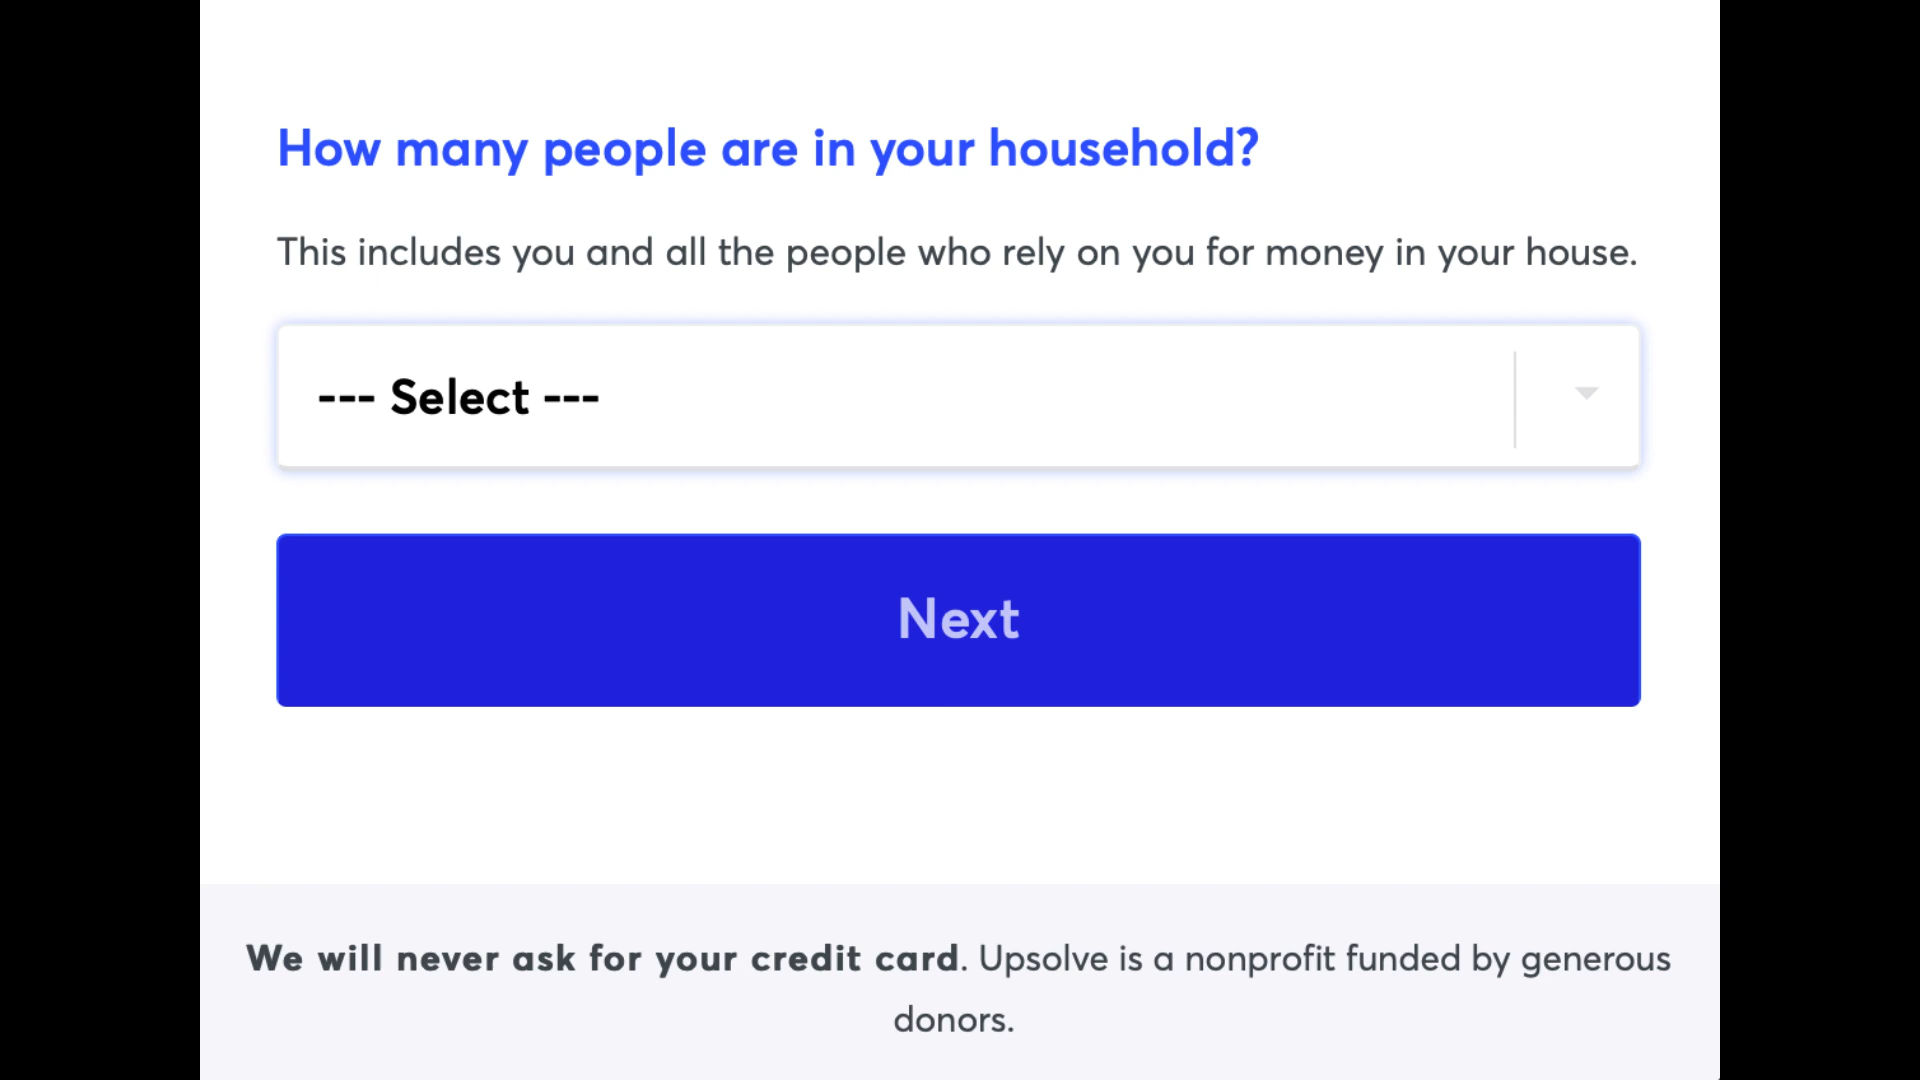 How many people are in your household?
This includes you and all the people who rely on you for money in your house.
--- Select ---
Next
We will never ask for your credit card. Upsolve is a nonprofit funded by generous
donors.